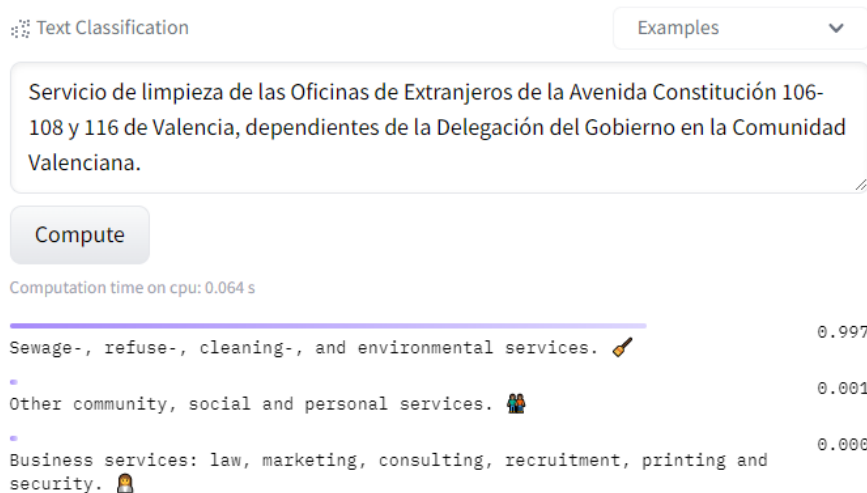 Text Classification
Examples
Servicio de limpieza de las Oficinas de Extranjeros de la Avenida Constitución 106-
108 y 116 de Valencia, dependientes de la Delegación del Gobierno en la Comunidad
Valenciana.
Compute
Computation time on cpu: 0.064 s
0.997
Sewage-, refuse-, cleaning-, and environmental services. 🧹
0.001
Other community, social and personal services. 👭
0.000
Business services: law, marketing, consulting, recruitment, printing and
security. 👩‍💼